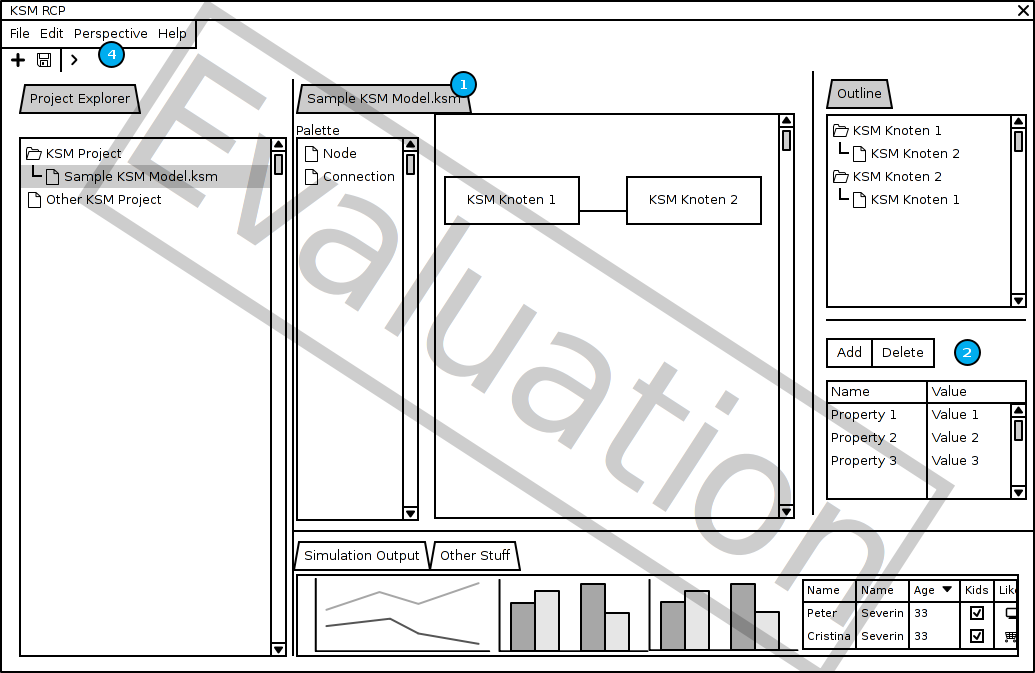 KSM RCP
File Edit Perspective Help
4
Project Explorer
KSM Project
Sample KSM Model.ksm
Other KSM Project
Sample KSM Model.ksm
1
Palette
Node
Connection
KSM Knoten 1
KSM Knoten 2
Outline
KSM Knoten 1
KSM Knoten 2
KSM Knoten 2
KSM Knoten 1
Add Delete
2
Name Value
Property 1 Value 1
Property 2 Value 2
Property 3 Value 3
Simulation Output Other Stuff
Name Name Age Kids Like
Peter Severin 33
Cristina Severin 33
Evaluation